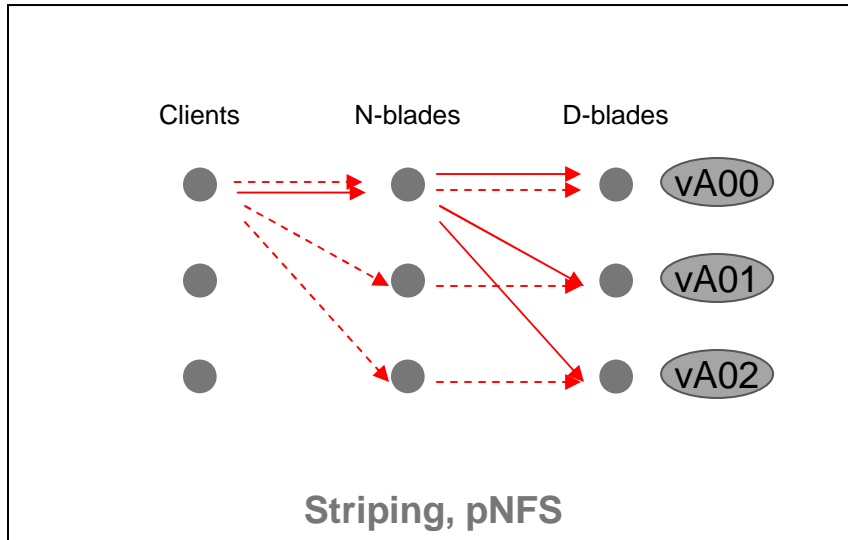 Clients N-blades D-blades
vA00
vA01
vA02
Striping, pNFS